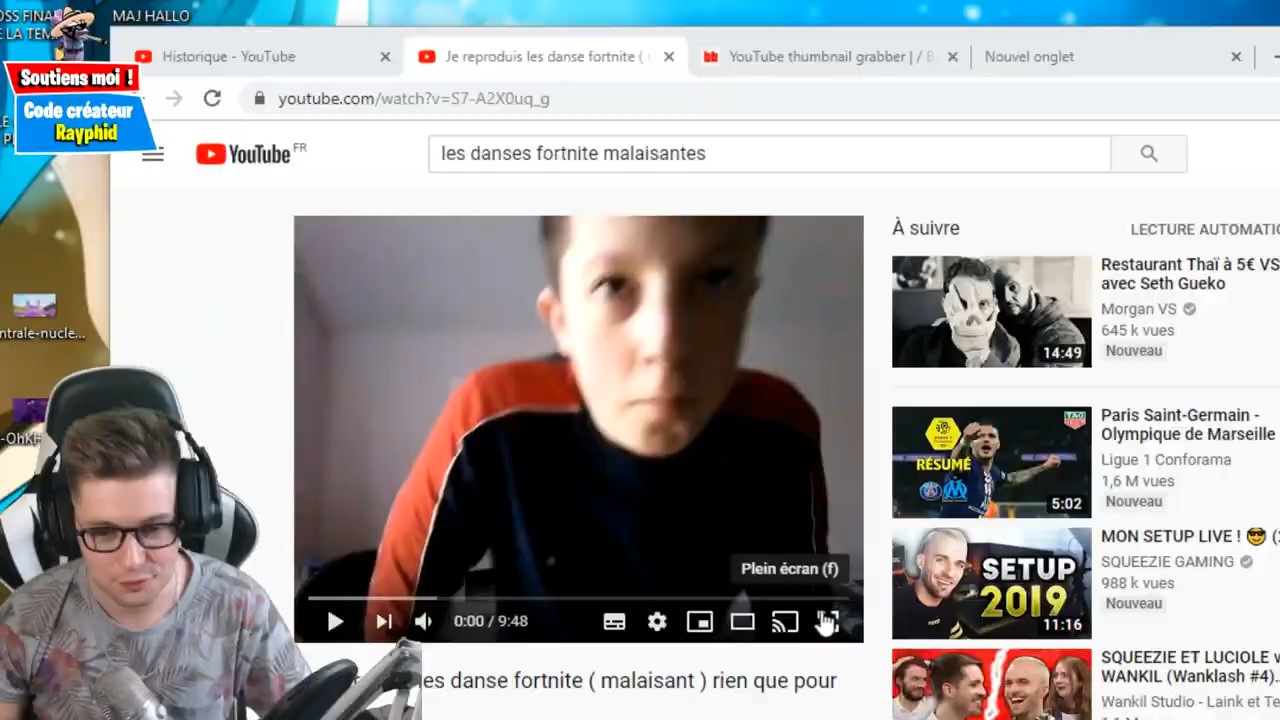 MAJ HALLO
Soutiens moi !
Code créateur
Rayphid
Historique - YouTube
Je reproduis les danse fortnite (
YouTube thumbnail grabber | /
Nouvel onglet
youtube.com/watch?v=S7-A2X0uq_g
YouTube FR
les danses fortnite malaisantes
À suivre
LECTURE AUTOMATI
Restaurant Thaï à 5€ VS
avec Seth Gueko
Morgan VS
645 k vues
Nouveau
14:49
Paris Saint-Germain -
Olympique de Marseille
Ligue 1 Conforama
1,6 M vues
Nouveau
RÉSUMÉ
5:02
MON SETUP LIVE ! 😎
SQUEEZIE GAMING
988 k vues
Nouveau
SETUP
2019
11:16
SQUEEZIE ET LUCIOLE
WANKIL (Wanklash #4)
Wankil Studio - Laink et Te
ntrale-nucle...
Plein écran (f)
0:00 / 9:48
es danse fortnite ( malaisant ) rien que pour